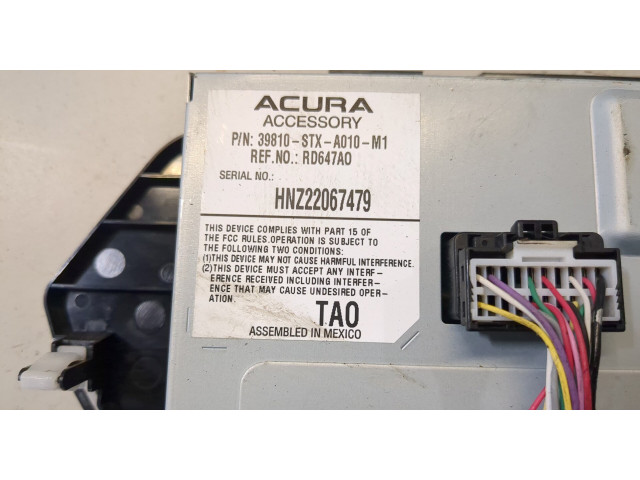 ACURA
ACCESSORY
P/N: 39810-STX-A010-M1
REF.NO.: RD647A0
SERIAL NO.:
HNZ22067479
THIS DEVICE COMPLIES WITH PART 15 OF
THE FCC RULES.OPERATION IS SUBJECT TO
THE FOLLOWING TWO CONDITIONS:
(1)THIS DEVICE MAY NOT CAUSE HARMFUL INTERFERENCE.
(2)THIS DEVICE MUST ACCEPT ANY INTERF-
ERENCE RECEIVED INCLUDING INTERFER-
ENCE THAT MAY CAUSE UNDESIRED OPER-
ATION.
TA0
ASSEMBLED IN MEXICO